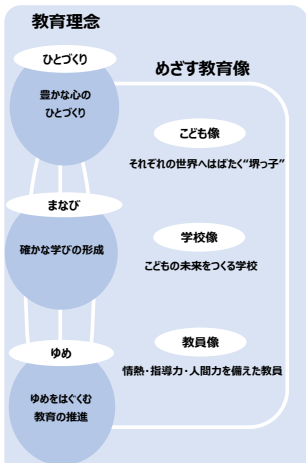 教育理念
ひとづくり
豊かな心の
ひとづくり
まなび
確かな学びの形成
ゆめ
ゆめをはぐくむ
教育の推進
めざす教育像
こども像
それぞれの世界へはばたく“堺っ子”
学校像
こどもの未来をつくる学校
教員像
情熱・指導力・人間力を備えた教員